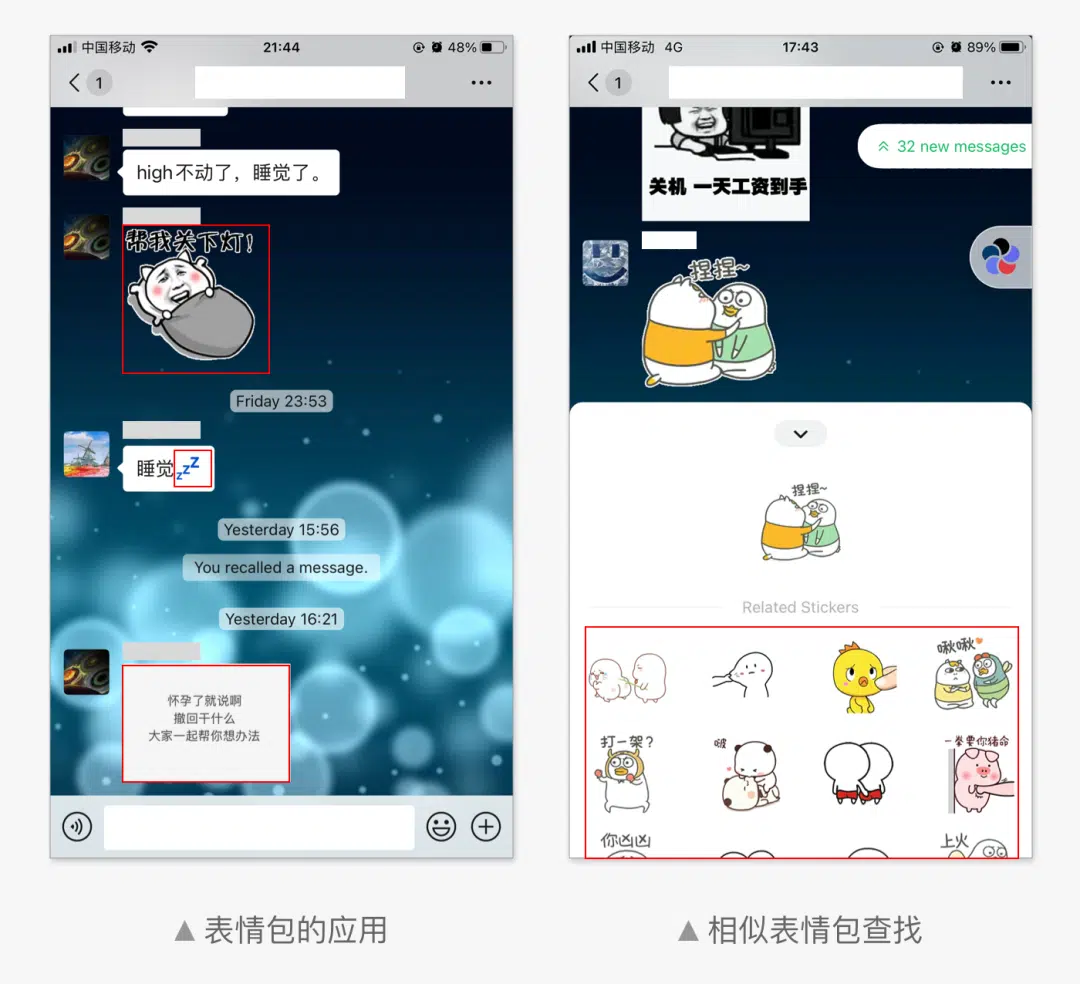 中国移动
21:44
48%
1
high不动了，睡觉了。
帮我关下灯！
Friday 23:53
睡觉zzZ
Yesterday 15:56
You recalled a message.
Yesterday 16:21
怀孕了就说啊
撤回干什么
大家一起帮你想办法
▲表情包的应用
中国移动 4G
17:43
89%
1
32 new messages
关机 一天工资到手
捏捏~
捏捏~
Related Stickers
啾啾
打一架？
啵
一拳要你猪命
你凶凶
上火
▲相似表情包查找